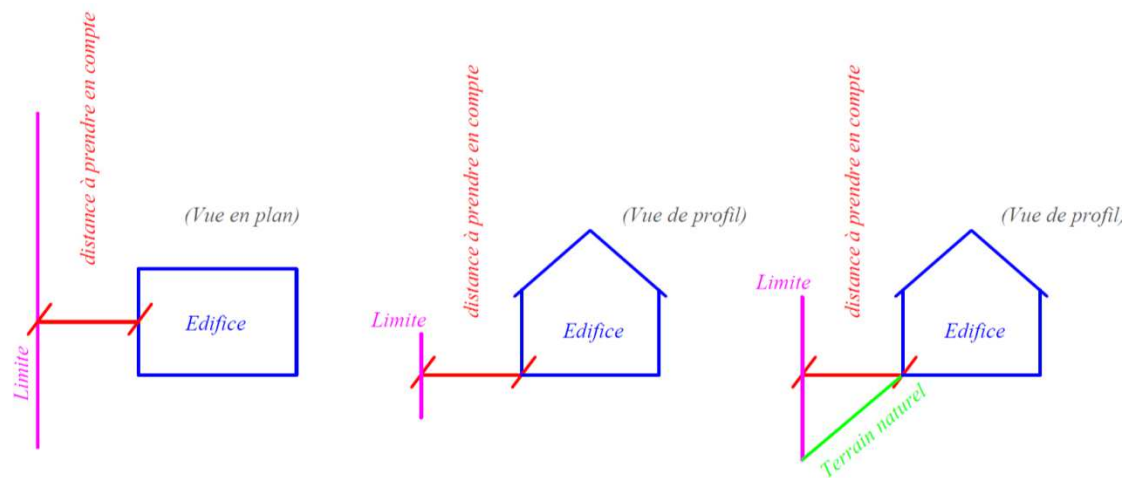 distance à prendre en compte
(Vue en plan)
Edifice
Limite
distance à prendre en compte
(Vue de profil)
Limite
Edifice
distance à prendre en compte
(Vue de profil)
Limite
Edifice
Terrain naturel